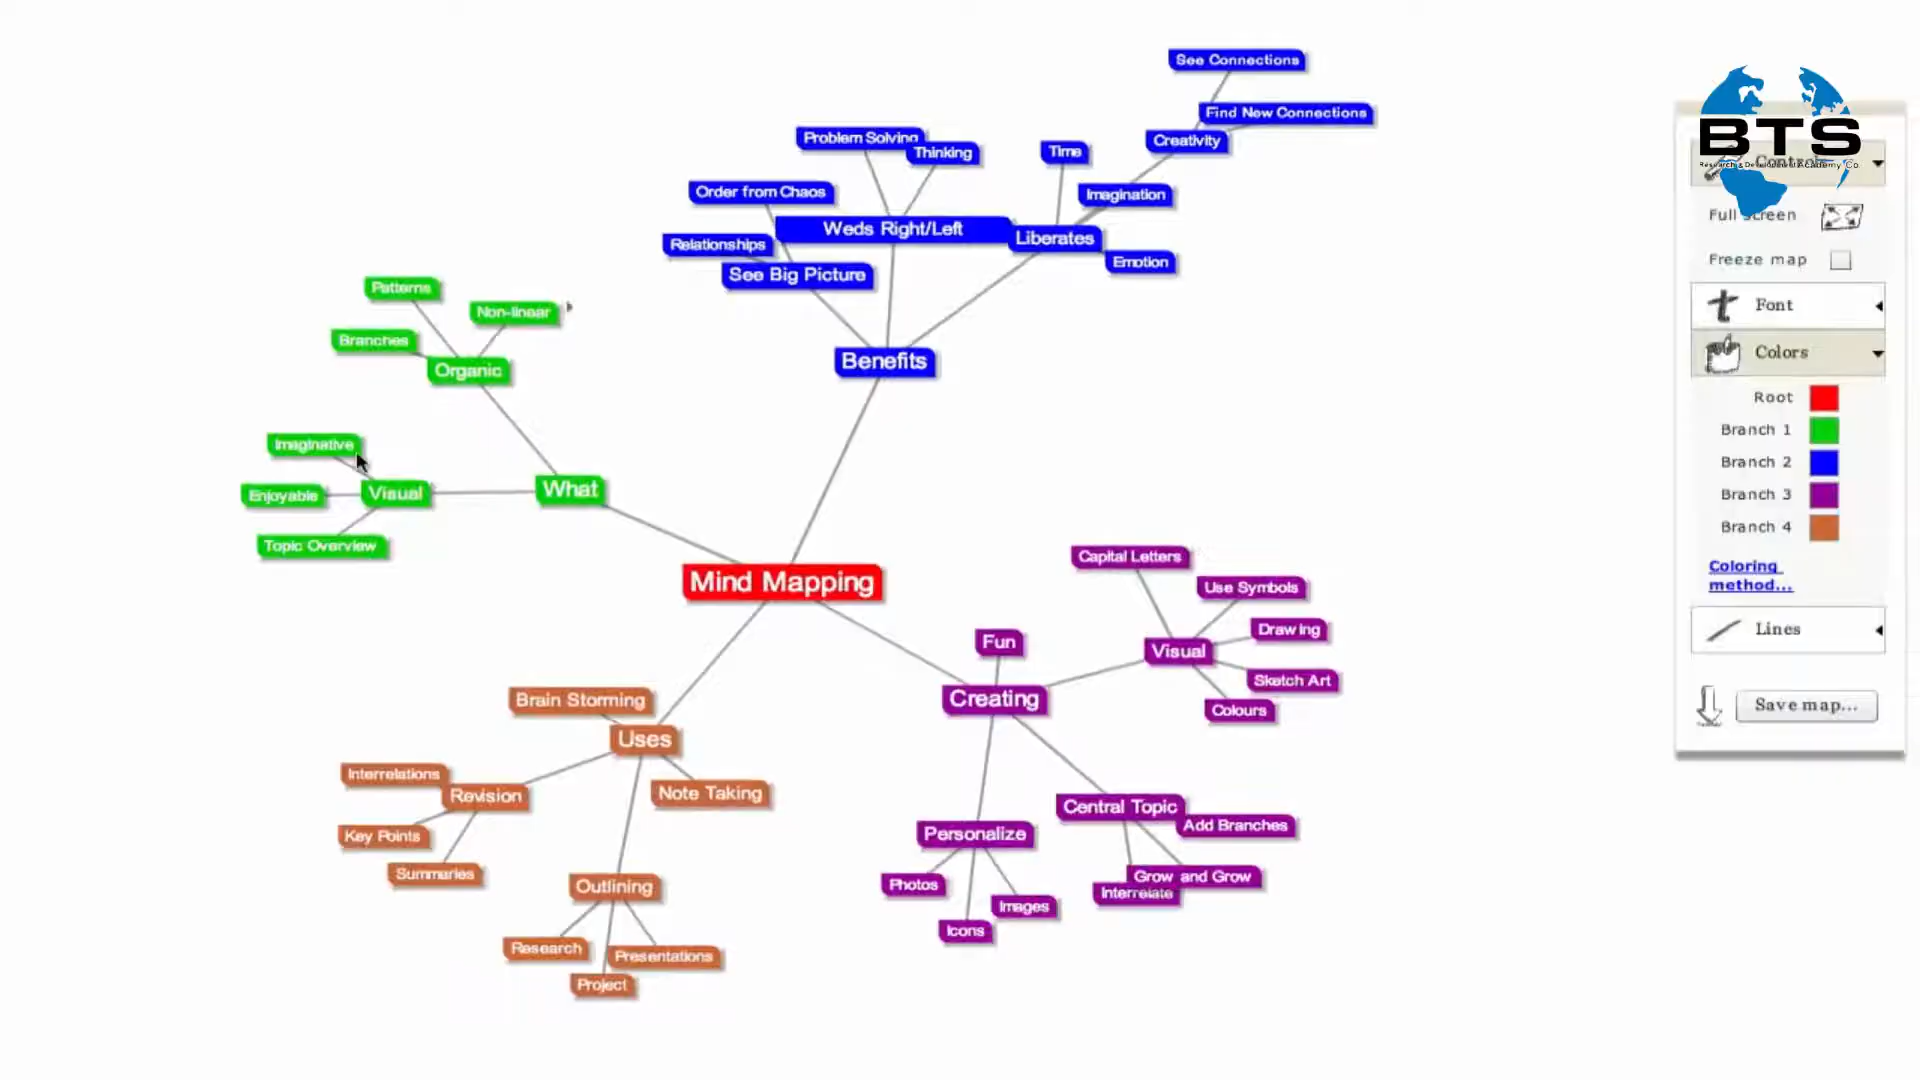 See Connections
Find New Connections
Creativity
Problem Solving
Thinking
Time
Order from Chaos
Imagination
Weds Right/Left
Liberates
Relationships
See Big Picture
Emotion
Benefits
Patterns
Non-linear
Branches
Organic
Imaginative
Enjoyable
Visual
What
Topic Overview
Mind Mapping
Capital Letters
Use Symbols
Drawing
Fun
Visual
Sketch Art
Creating
Colours
Brain Storming
Uses
Interrelations
Revision
Note Taking
Key Points
Summaries
Outlining
Research
Presentations
Project
Personalize
Photos
Images
Icons
Central Topic
Add Branches
Grow and Grow
Interrelate
BTS
Research & Development Academy Co.
Control
Full screen
Freeze map
Font
Colors
Root
Branch 1
Branch 2
Branch 3
Branch 4
Coloring
method...
Lines
Save map...